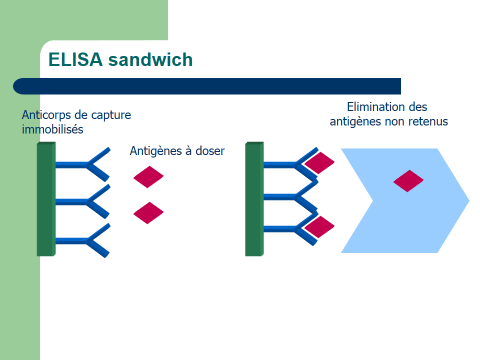 ELISA sandwich
Anticorps de capture
immobilisés
Antigènes à doser
Elimination des
antigènes non retenus